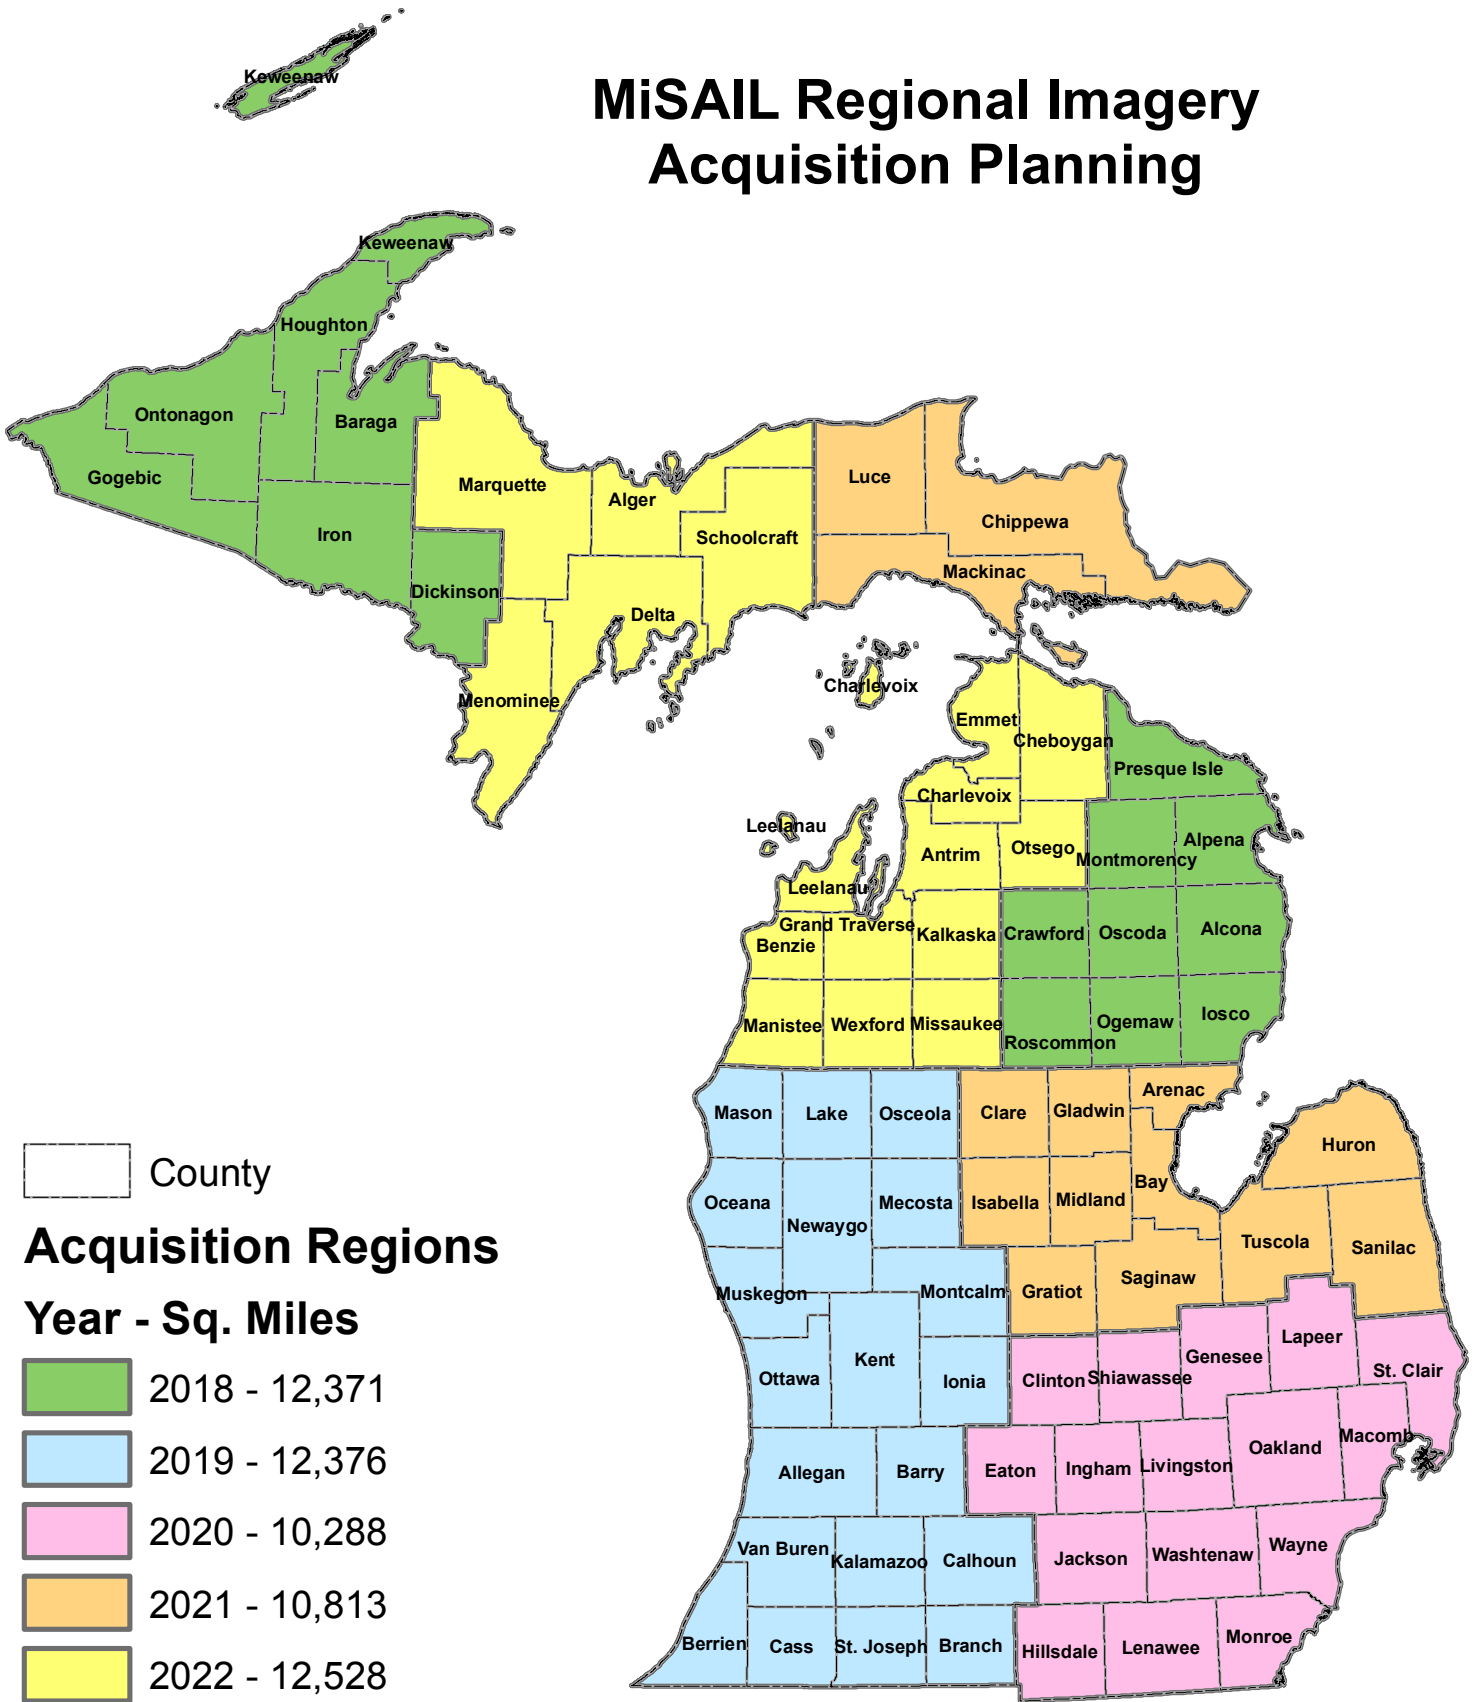 Keweenaw
MiSAIL Regional Imagery
Acquisition Planning
Keweenaw
Houghton
Ontonagon
Baraga
Gogebic
Iron
Dickinson
Marquette
Alger
Schoolcraft
Delta
Menominee
Luce
Chippewa
Mackinac
Charlevoix
Emmet
Cheboygan
Presque Isle
Charlevoix
Leelanau
Antrim
Otsego
Montmorency
Alpena
Leelanau
Grand Traverse
Benzie
Kalkaska
Crawford
Oscoda
Alcona
Manistee
Wexford
Missaukee
Roscommon
Ogemaw
Iosco
Mason
Lake
Osceola
Clare
Gladwin
Arenac
Huron
Oceana
Newaygo
Mecosta
Isabella
Midland
Bay
Tuscola
Sanilac
Muskegon
Montcalm
Gratiot
Saginaw
Ottawa
Kent
Ionia
Clinton
Shiawassee
Genesee
Lapeer
St. Clair
Allegan
Barry
Eaton
Ingham
Livingston
Oakland
Macomb
Van Buren
Kalamazoo
Calhoun
Jackson
Washtenaw
Wayne
Berrien
Cass
St. Joseph
Branch
Hillsdale
Lenawee
Monroe
County
Acquisition Regions
Year - Sq. Miles
2018 - 12,371
2019 - 12,376
2020 - 10,288
2021 - 10,813
2022 - 12,528